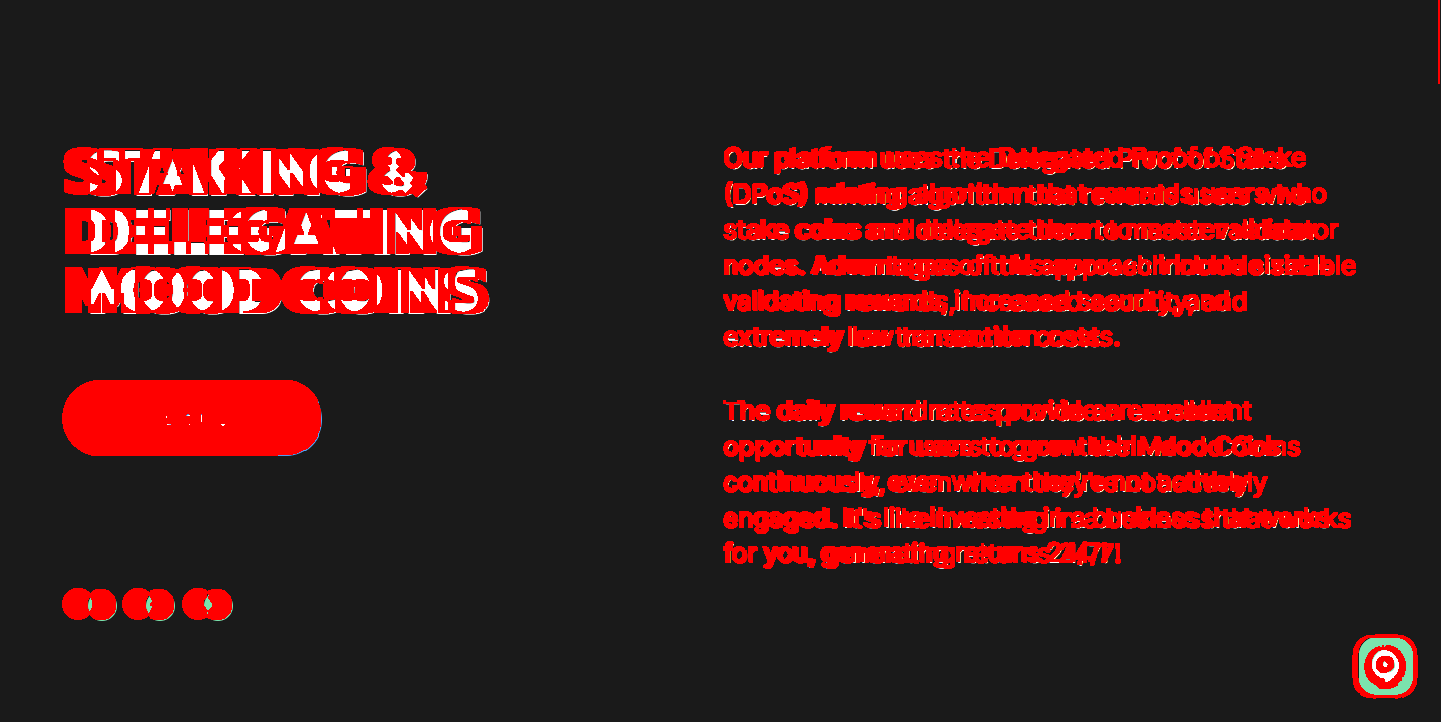 STAKING &
DELEGATING
MOOD COINS
Our platform uses the Delegated Proof of Stake
(DPoS) minting algorithm that rewards users who
stake coins and delegate them to master validator
nodes. Advantages of this approach include sizable
validating rewards, increased security, and
extremely low transaction costs.
The daily reward rates provide an excellent
opportunity for users to grow their Mood Coins
continuously, even when they're not actively
engaged. It's like investing in a business that works
for you, generating returns 24/7!